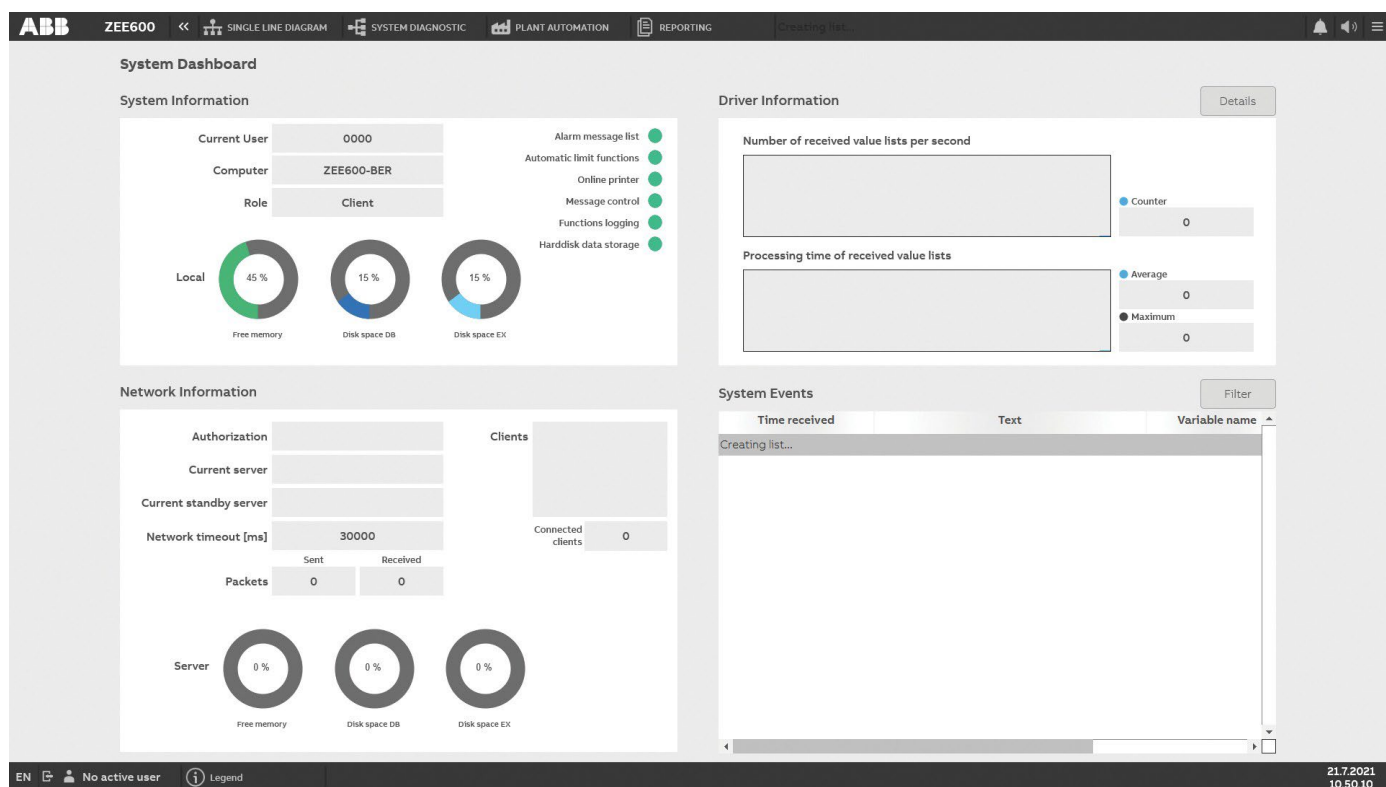 ABB ZEE600 « SINGLE LINE DIAGRAM SYSTEM DIAGNOSTIC PLANT AUTOMATION REPORTING Creating list...
System Dashboard
System Information
Current User 0000
Computer ZEE600-BER
Role Client
Alarm message list
Automatic limit functions
Online printer
Message control
Functions logging
Harddisk data storage
Local 45 % 15 % 15 %
Free memory Disk space DB Disk space EX
Driver Information Details
Number of received value lists per second
Counter
0
Processing time of received value lists
Average
0
Maximum
0
Network Information
Authorization
Current server
Current standby server
Network timeout [ms] 30000
Sent Received
Packets 0 0
Clients
Connected
clients 0
Server 0 % 0 % 0 %
Free memory Disk space DB Disk space EX
System Events Filter
Time received Text Variable name
Creating list...
EN No active user Legend
21.7.2021
10 50 10